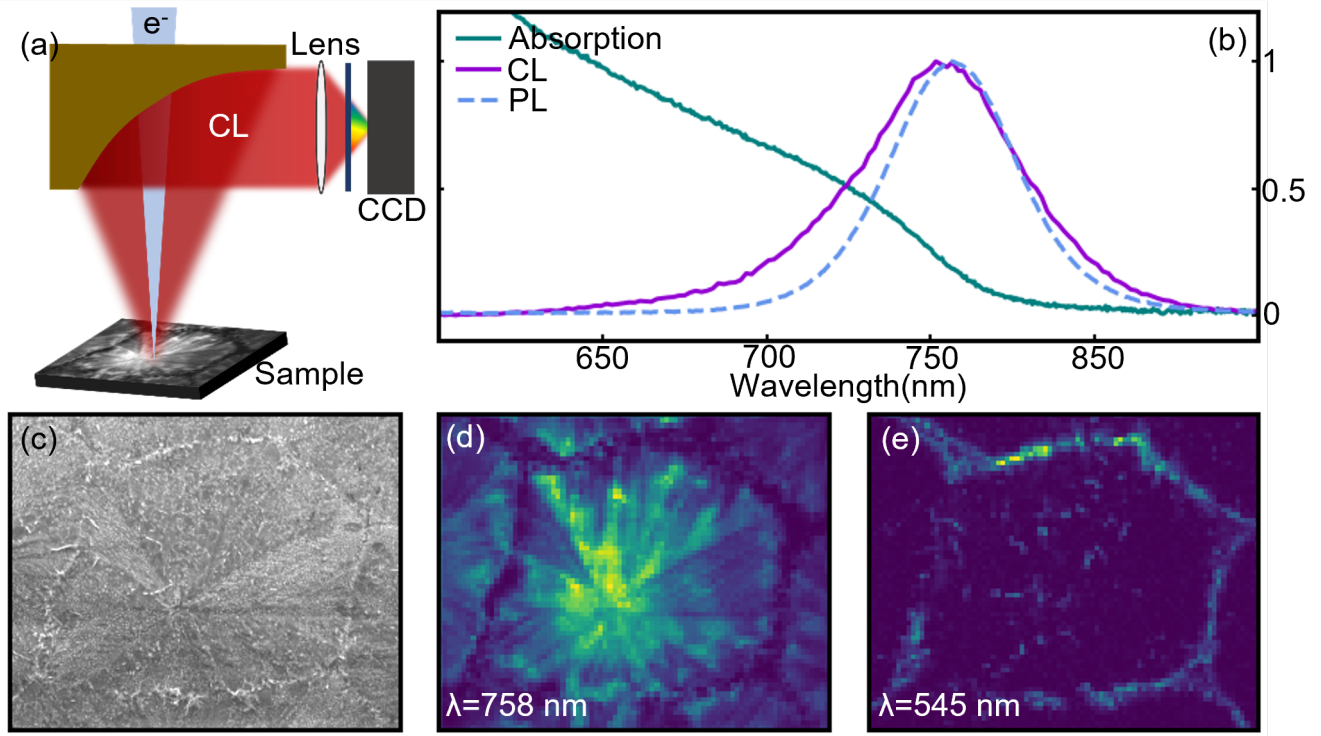 (a)
e-
Lens
CL
CCD
Sample
(b)
Absorption
CL
PL
1
0.5
0
650
700
750
850
Wavelength(nm)
(c)
(d)
λ=758 nm
(e)
λ=545 nm